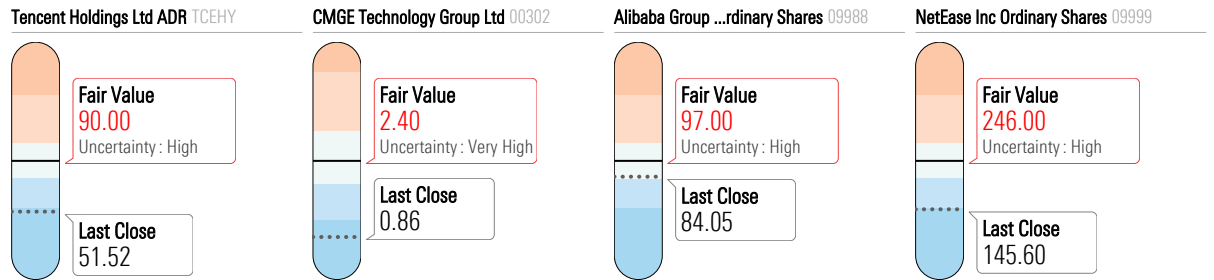 Tencent Holdings Ltd ADR TCEHY
Fair Value
90.00
Uncertainty : High
Last Close
51.52
CMGE Technology Group Ltd 00302
Fair Value
2.40
Uncertainty : Very High
Last Close
0.86
Alibaba Group ...rdinary Shares 09988
Fair Value
97.00
Uncertainty : High
Last Close
84.05
NetEase Inc Ordinary Shares 09999
Fair Value
246.00
Uncertainty : High
Last Close
145.60